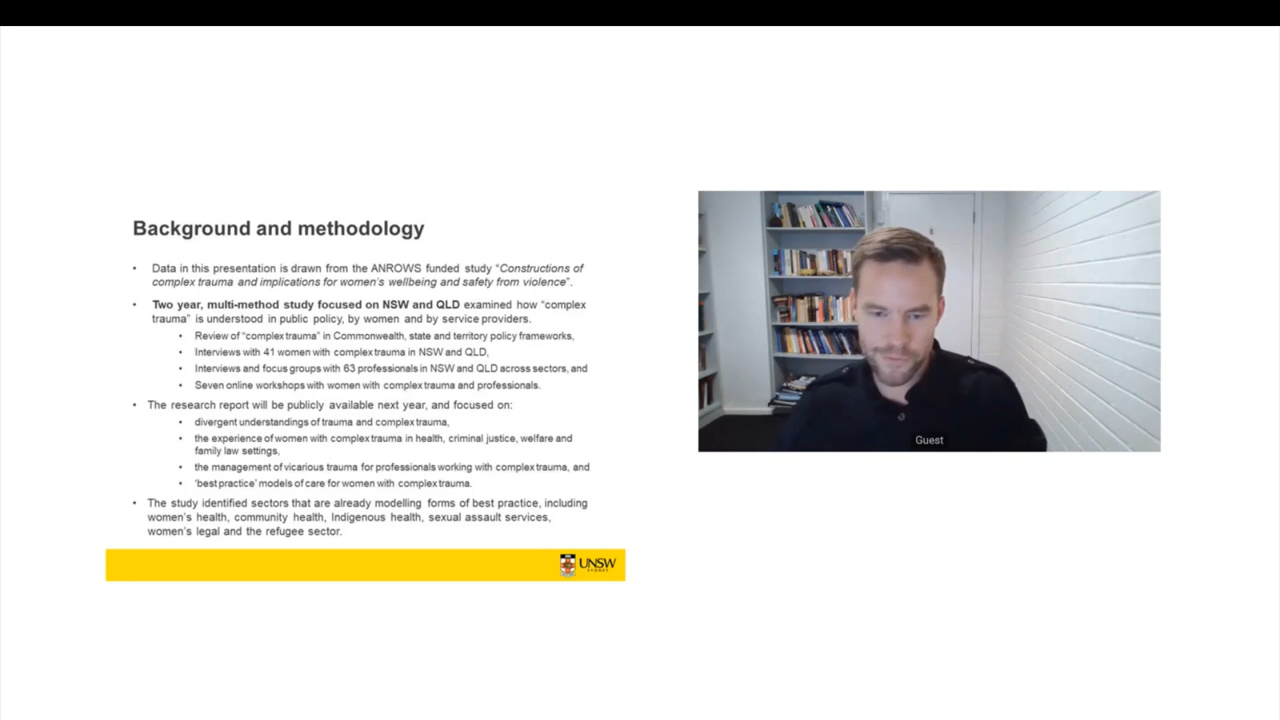 Background and methodology
• Data in this presentation is drawn from the ANROWS funded study “Constructions of
complex trauma and implications for women’s wellbeing and safety from violence”.
• Two year, multi-method study focused on NSW and QLD examined how “complex
trauma” is understood in public policy, by women and by service providers.
• Review of “complex trauma” in Commonwealth, state and territory policy frameworks,
• Interviews with 41 women with complex trauma in NSW and QLD,
• Interviews and focus groups with 63 professionals in NSW and QLD across sectors, and
• Seven online workshops with women with complex trauma and professionals.
• The research report will be publicly available next year, and focused on:
• divergent understandings of trauma and complex trauma,
• the experience of women with complex trauma in health, criminal justice, welfare and
family law settings,
• the management of vicarious trauma for professionals working with complex trauma, and
• ‘best practice’ models of care for women with complex trauma.
• The study identified sectors that are already modelling forms of best practice, including
women’s health, community health, Indigenous health, sexual assault services,
women’s legal and the refugee sector.
UNSW
SYDNEY
Guest